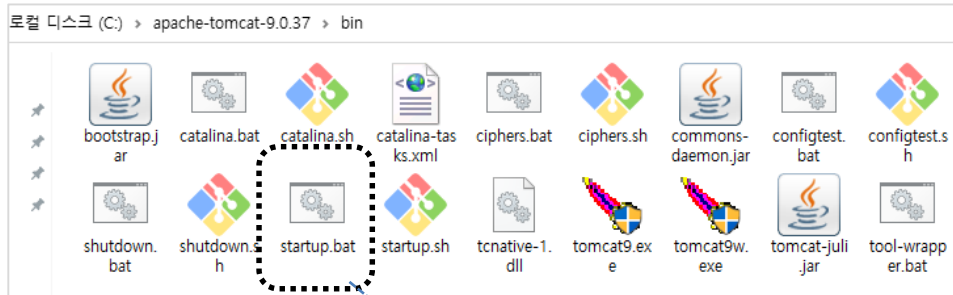 로컬 디스크 (C:) › apache-tomcat-9.0.37 › bin
bootstrap.j
ar
catalina.bat
catalina.sh
catalina-tas
ks.xml
ciphers.bat
ciphers.sh
commons-
daemon.jar
configtest.
bat
configtest.s
h
shutdown.
bat
shutdown.s
h
startup.bat
startup.sh
tcnative-1.
dll
tomcat9.ex
e
tomcat9w.
exe
tomcat-juli
.jar
tool-wrapp
er.bat